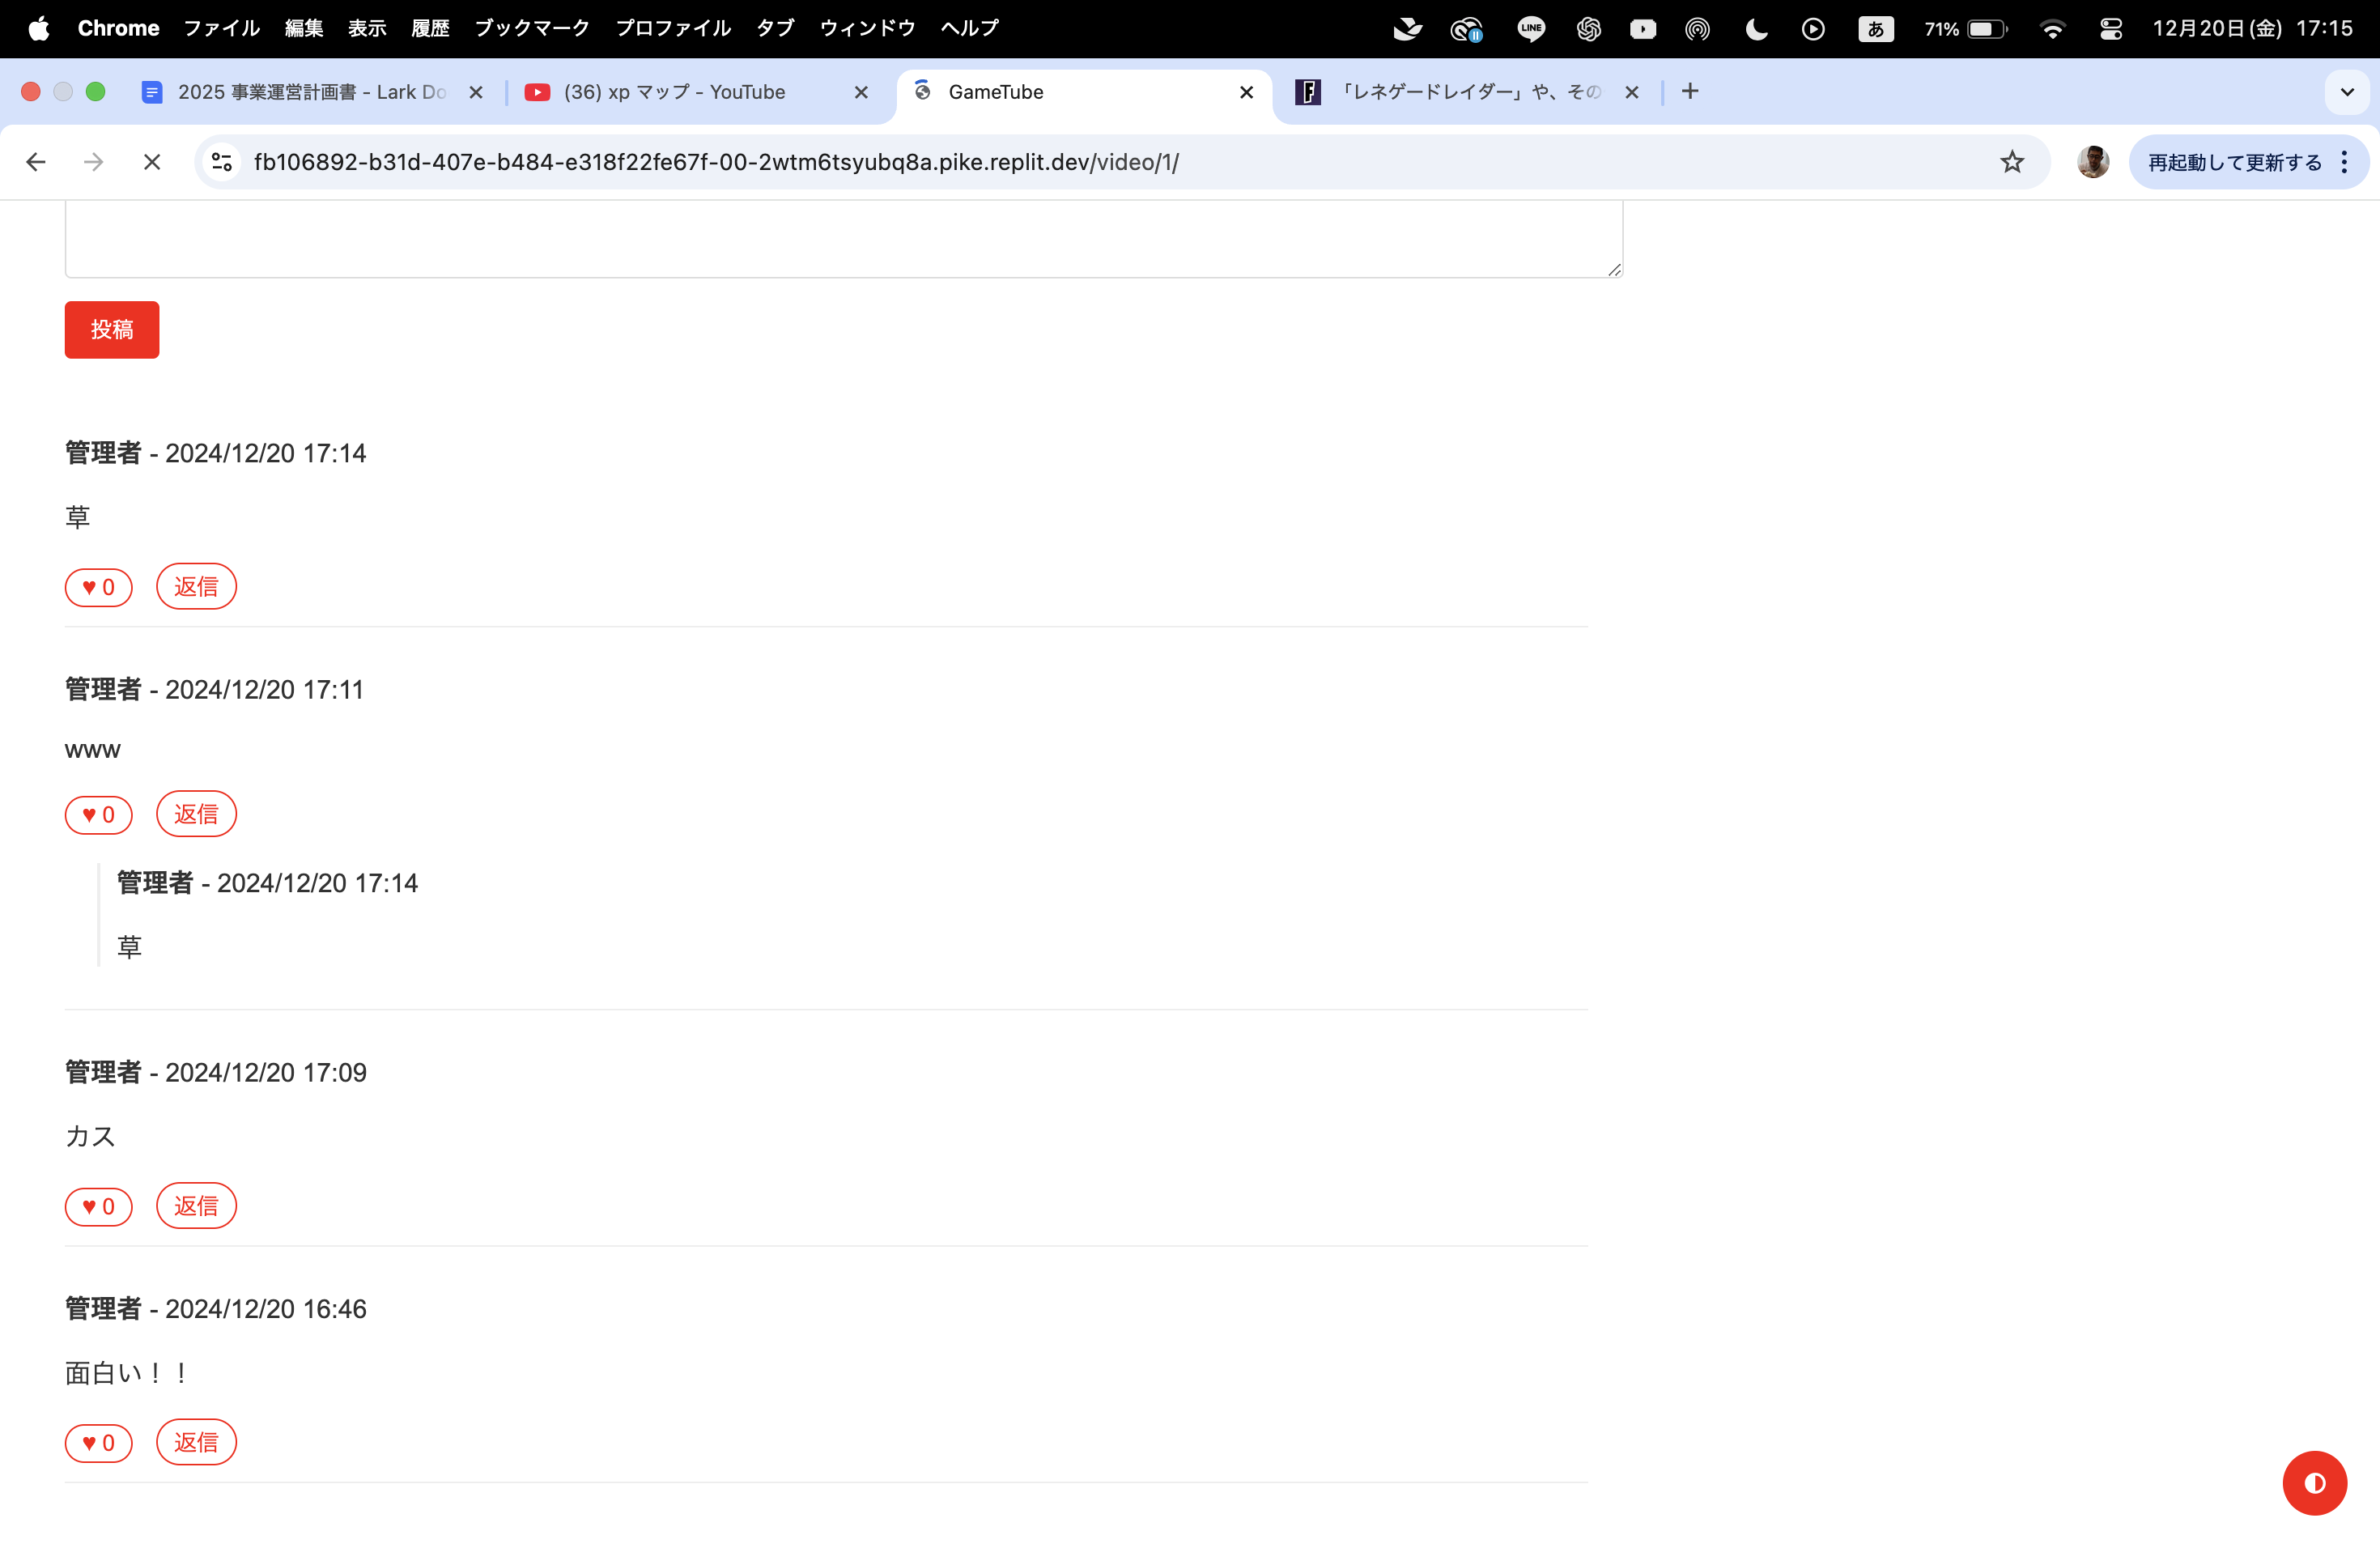 Chrome ファイル 編集 表示 履歴 ブックマーク プロファイル タブ ウィンドウ ヘルプ LINE あ 71% 12月20日(金) 17:15
2025 事業運営計画書 - Lark Do (36) xp マップ - YouTube GameTube 「レネゲードレイダー」や、その
fb106892-b31d-407e-b484-e318f22fe67f-00-2wtm6tsyubq8a.pike.replit.dev/video/1/ 再起動して更新する
投稿
管理者 - 2024/12/20 17:14
草
♥ 0 返信
管理者 - 2024/12/20 17:11
www
♥ 0 返信
管理者 - 2024/12/20 17:14
草
管理者 - 2024/12/20 17:09
カス
♥ 0 返信
管理者 - 2024/12/20 16:46
面白い！！
♥ 0 返信